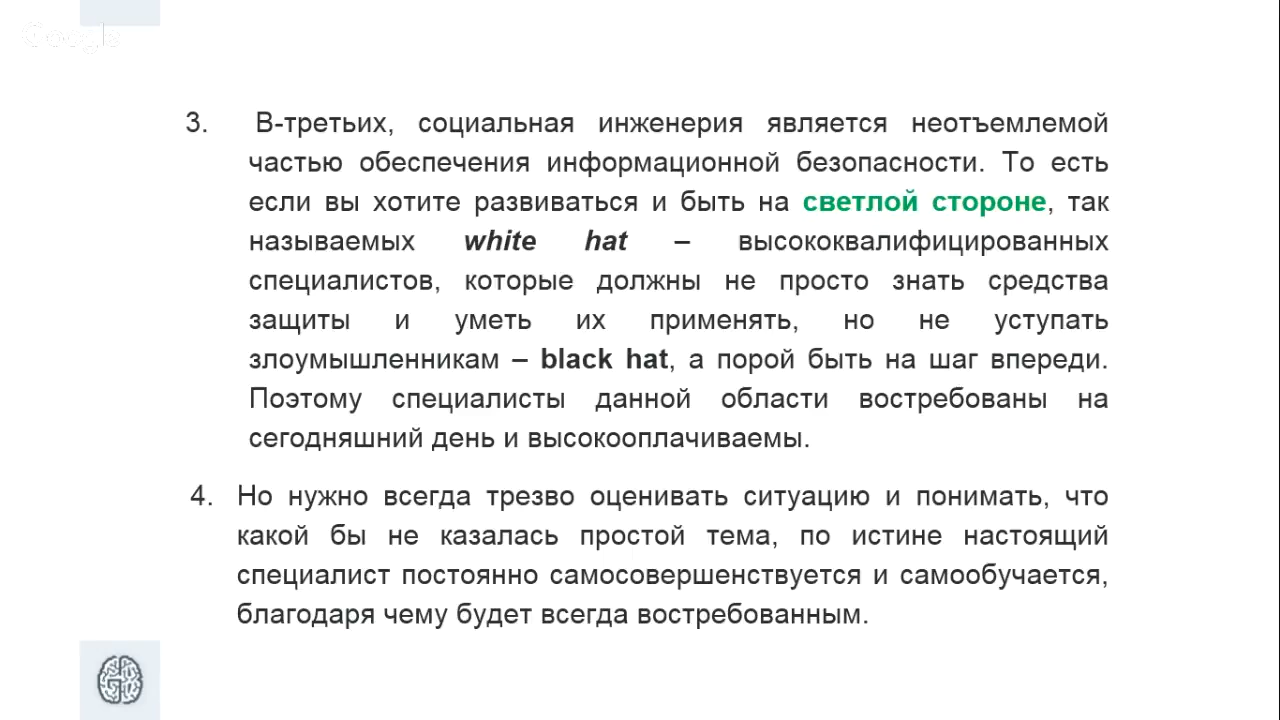 Google
3. В-третьих, социальная инженерия является неотъемлемой
частью обеспечения информационной безопасности. То есть
если вы хотите развиваться и быть на светлой стороне, так
называемых white hat – высококвалифицированных
специалистов, которые должны не просто знать средства
защиты и уметь их применять, но не уступать
злоумышленникам – black hat, а порой быть на шаг впереди.
Поэтому специалисты данной области востребованы на
сегодняшний день и высокооплачиваемы.
4. Но нужно всегда трезво оценивать ситуацию и понимать, что
какой бы не казалась простой тема, по истине настоящий
специалист постоянно самосовершенствуется и самообучается,
благодаря чему будет всегда востребованным.